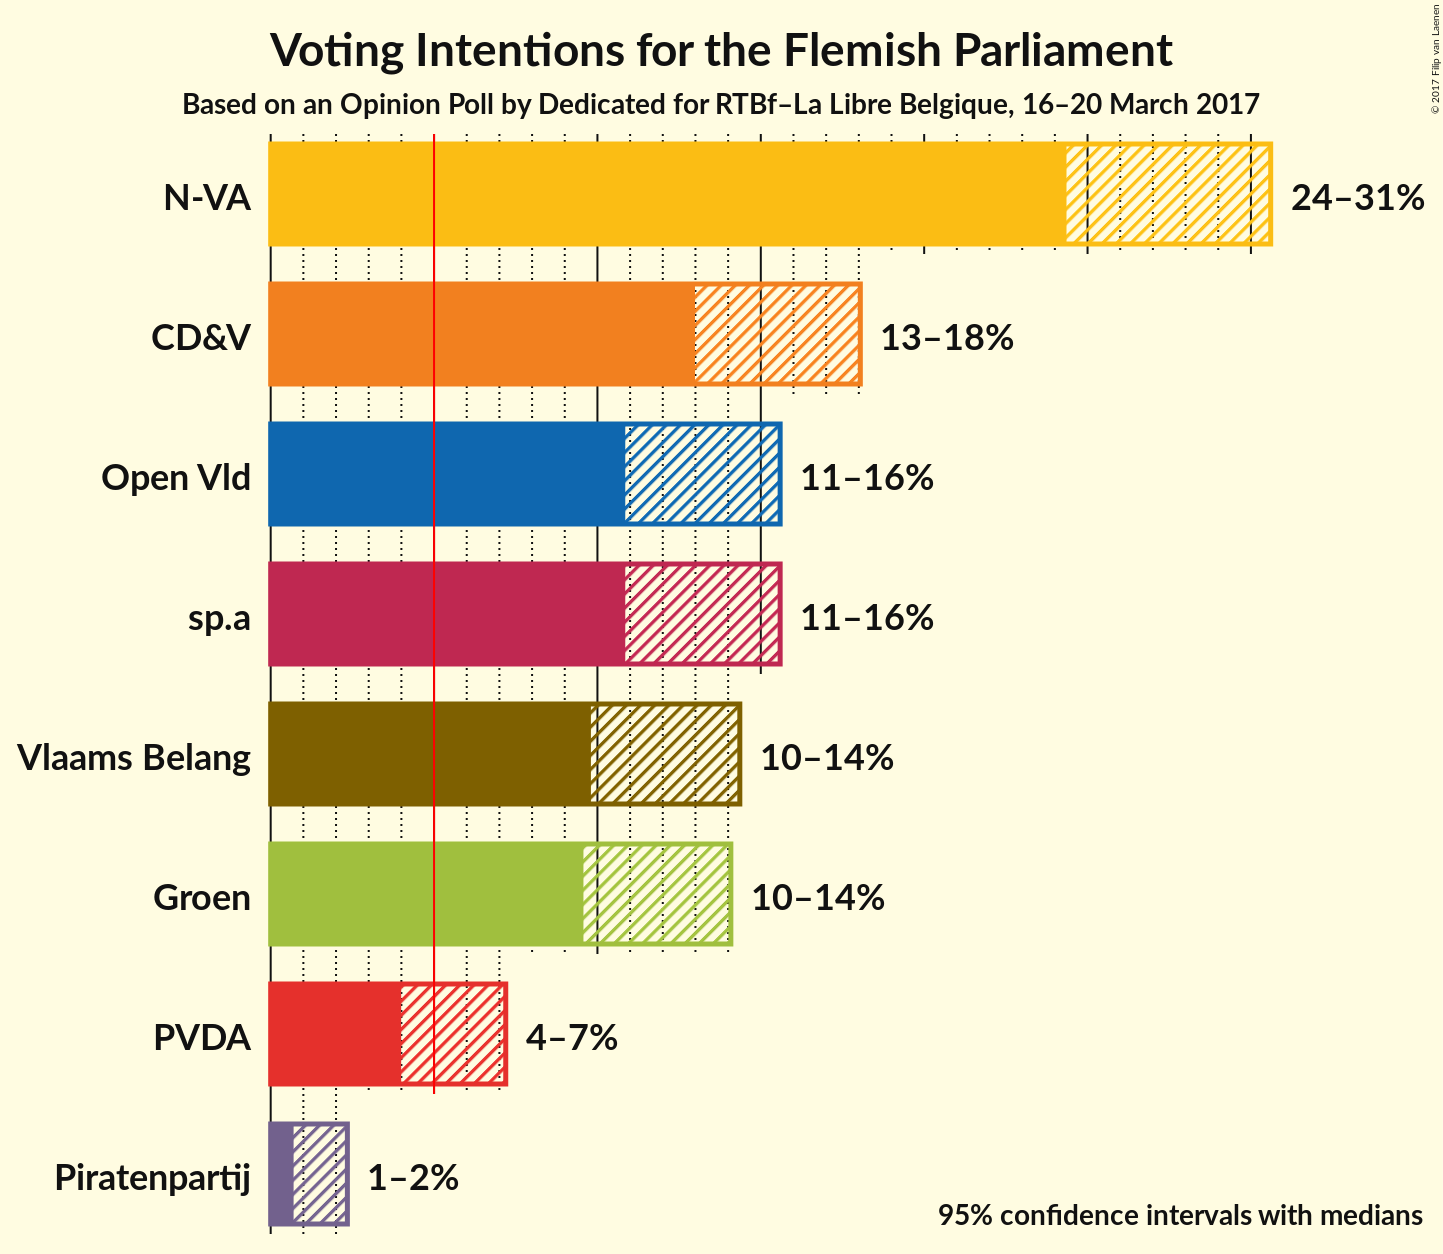 Voting Intentions for the Flemish Parliament
Based on an Opinion Poll by Dedicated for RTBf–La Libre Belgique, 16–20 March 2017
© 2017 Filip van Laenen
N-VA 24–31%
CD&V 13–18%
Open Vld 11–16%
sp.a 11–16%
Vlaams Belang 10–14%
Groen 10–14%
PVDA 4–7%
Piratenpartij 1–2%
95% confidence intervals with medians